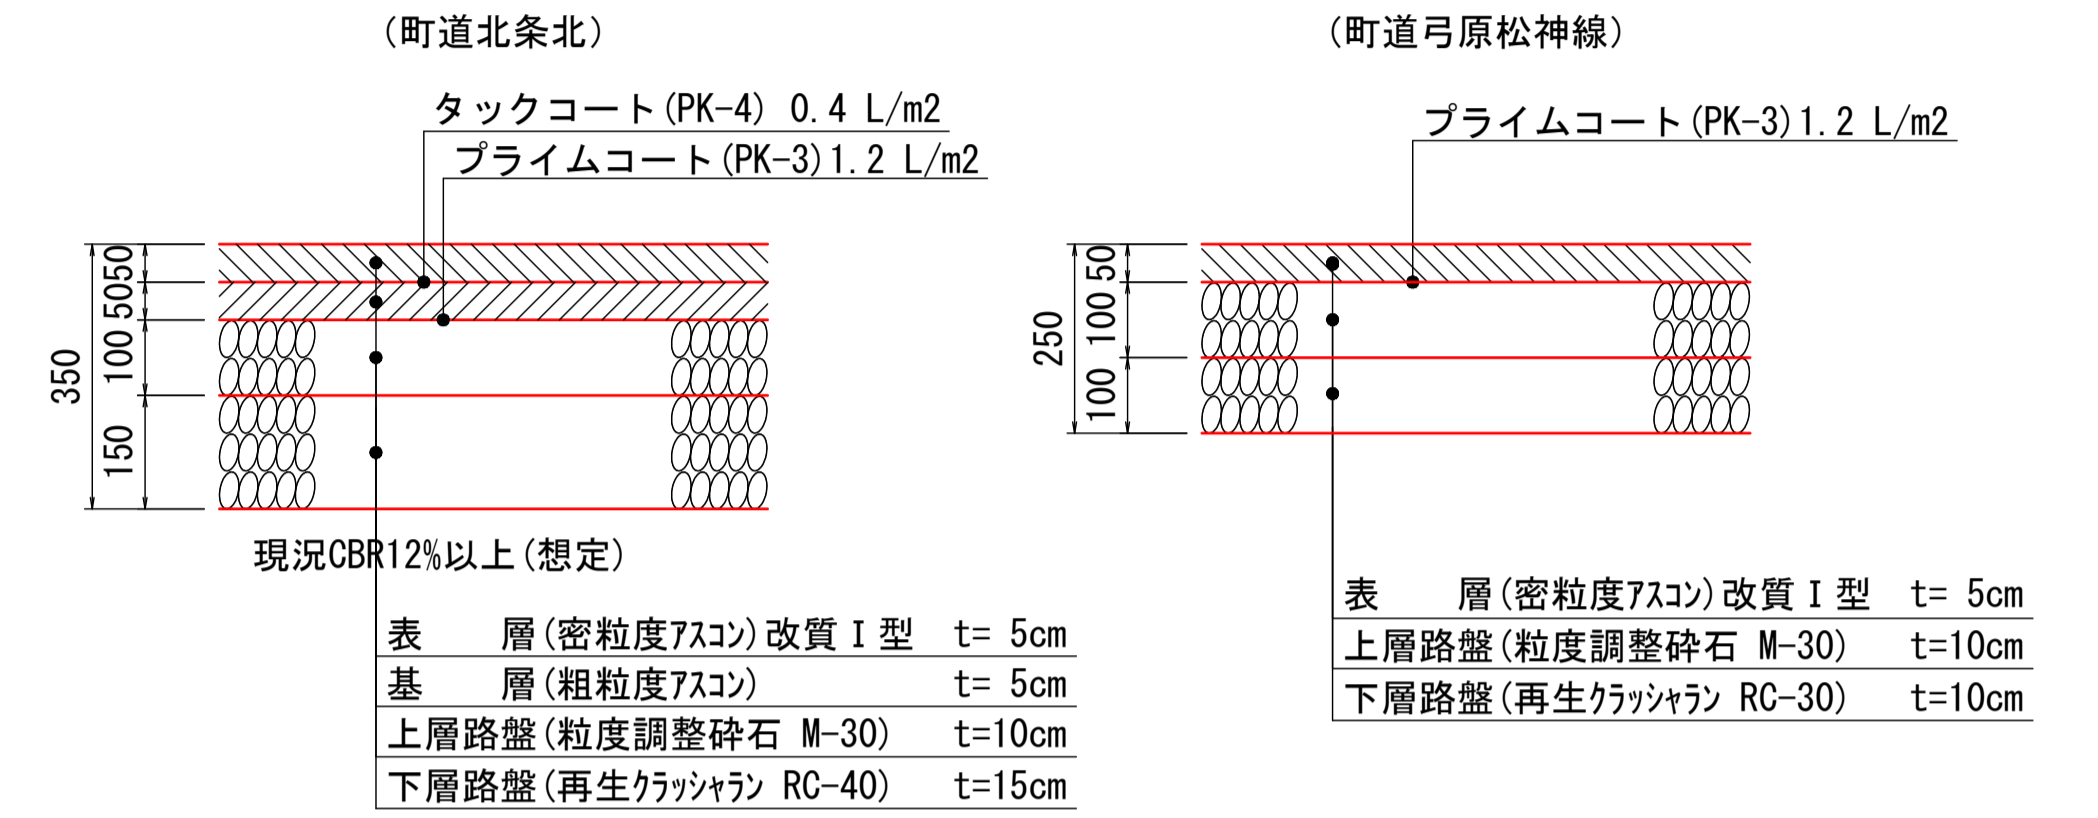 (町道北条北)
タックコート(PK-4) 0.4 L/m2
プライムコート(PK-3)1.2 L/m2
50
50
100
150
350
現況CBR12%以上(想定)
表　　層(密粒度ｱｽｺﾝ)改質Ⅰ型 t= 5cm
基　　層(粗粒度ｱｽｺﾝ) t= 5cm
上層路盤(粒度調整砕石 M-30) t=10cm
下層路盤(再生ｸﾗｯｼｬﾗﾝ RC-40) t=15cm
(町道弓原松神線)
プライムコート(PK-3)1.2 L/m2
50
100
100
250
表　　層(密粒度ｱｽｺﾝ)改質Ⅰ型 t= 5cm
上層路盤(粒度調整砕石 M-30) t=10cm
下層路盤(再生ｸﾗｯｼｬﾗﾝ RC-30) t=10cm